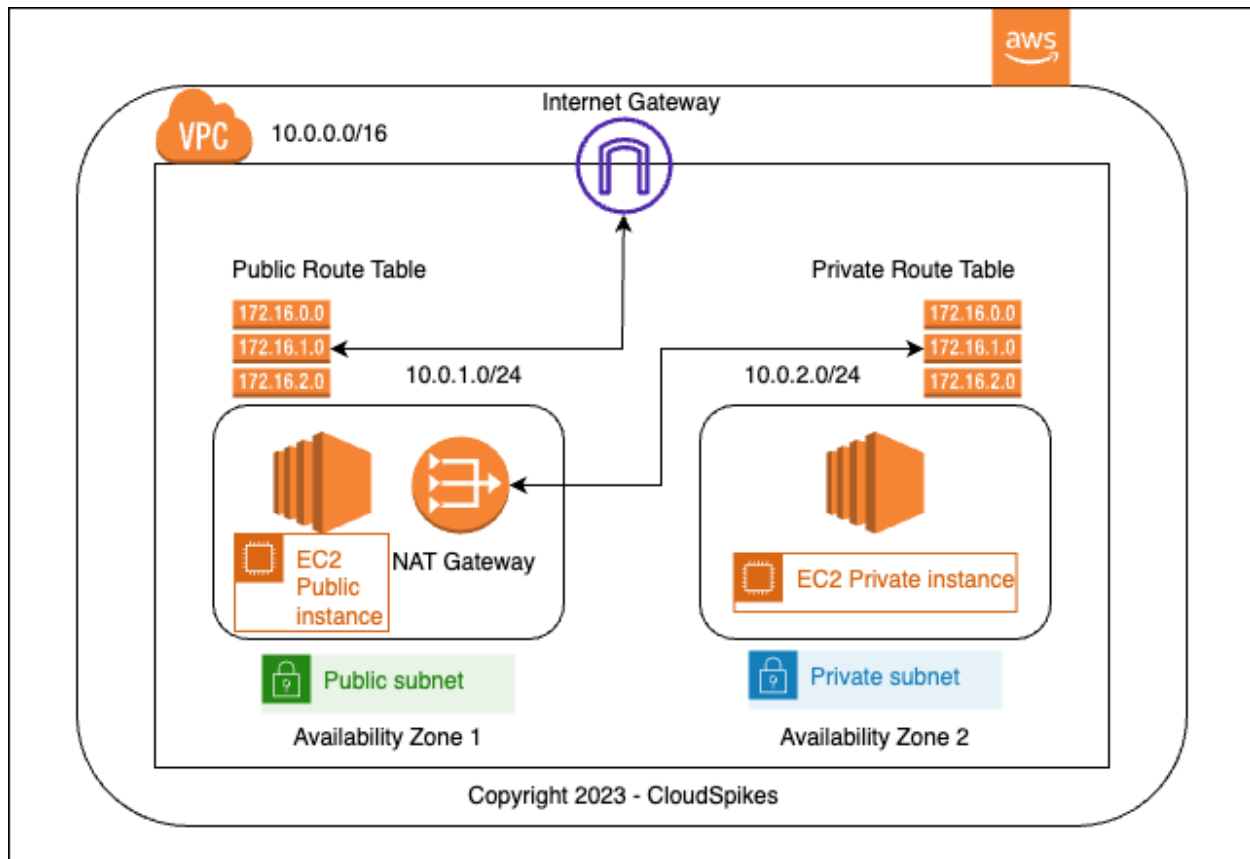 aws
Internet Gateway
VPC
10.0.0.0/16
Public Route Table
Private Route Table
172.16.0.0
172.16.1.0
172.16.2.0
172.16.0.0
172.16.1.0
172.16.2.0
10.0.1.0/24
10.0.2.0/24
EC2
Public
instance
NAT Gateway
EC2 Private instance
Public subnet
Private subnet
Availability Zone 1
Availability Zone 2
Copyright 2023 - CloudSpikes